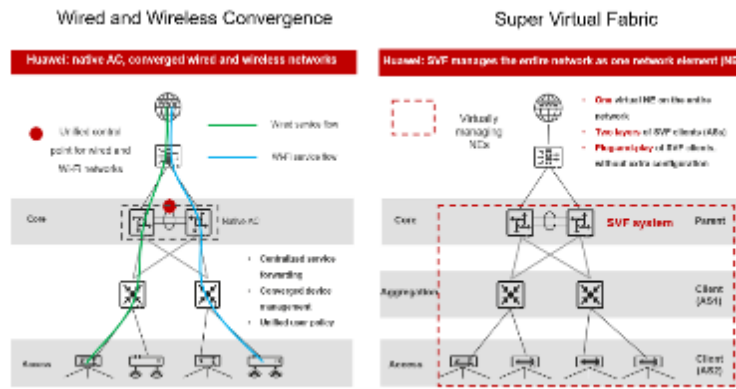 Wired and Wireless Convergence
Huawei: native AC, converged wired and wireless networks
Unified control
point for wired and
Wi-Fi networks
Wired service flow
Wi-Fi service flow
Core
Native AC
• Centralized service
forwarding
• Converged device
management
• Unified user policy
Access
Super Virtual Fabric
Huawei: SVF manages the entire network as one network element (NE)
Virtually
managing
NEs
• One virtual NE on the entire
network
• Two layers of SVF clients (ASs)
• Plug-and-play of SVF clients,
without extra configuration
Core
SVF system
Parent
Aggregation
Client
(AS1)
Access
Client
(AS2)